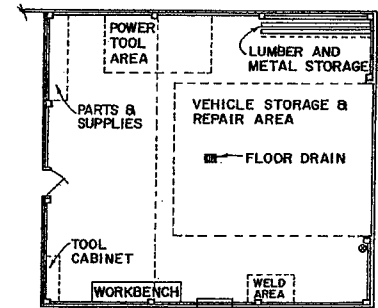 POWER
TOOL
AREA
LUMBER AND
METAL STORAGE
PARTS &
SUPPLIES
VEHICLE STORAGE &
REPAIR AREA
FLOOR DRAIN
TOOL
CABINET
WORKBENCH
WELD
AREA